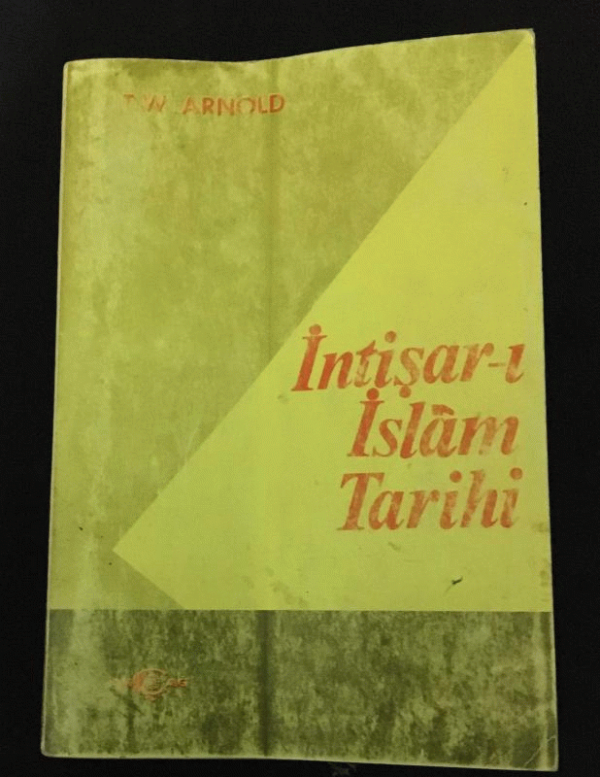 T.W. ARNOLD
İntişar-ı
İslâm
Tarihi